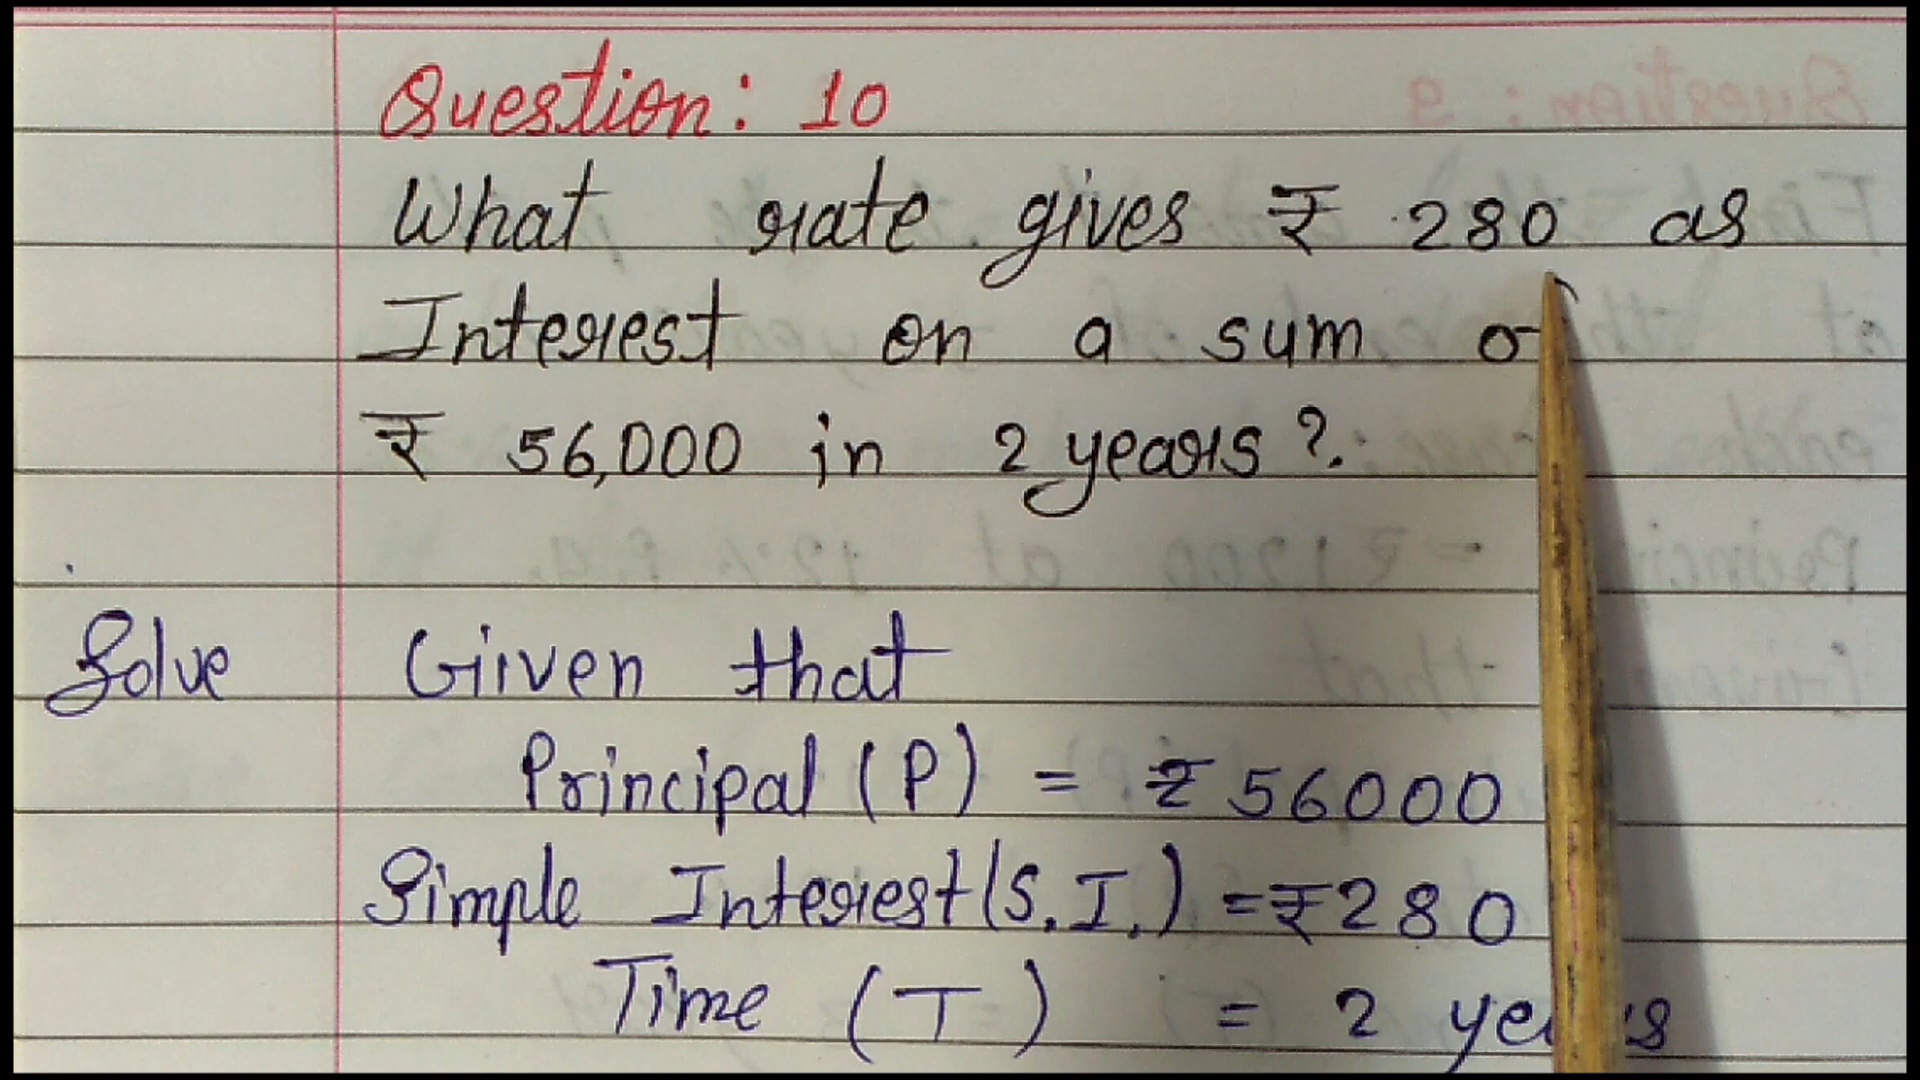 Question: 10
What rate gives ₹ 280 as
Interest on a sum
₹ 56,000 in 2 years ?.
Solve Given that
Principal (P) = ₹ 56000
Simple Interest (S.I.) = ₹ 280
Time (T) = 2 years